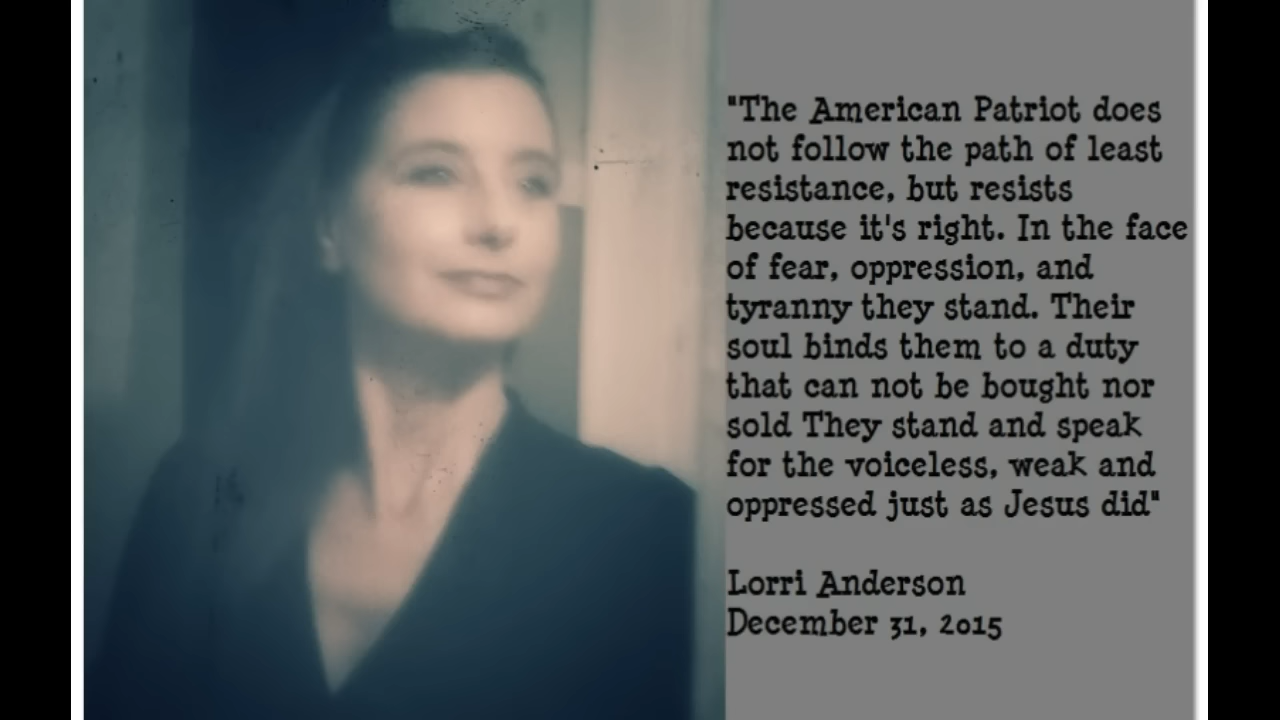 "The American Patriot does
not follow the path of least
resistance, but resists
because it's right. In the face
of fear, oppression, and
tyranny they stand. Their
soul binds them to a duty
that can not be bought nor
sold They stand and speak
for the voiceless, weak and
oppressed just as Jesus did"
Lorri Anderson
December 31, 2015